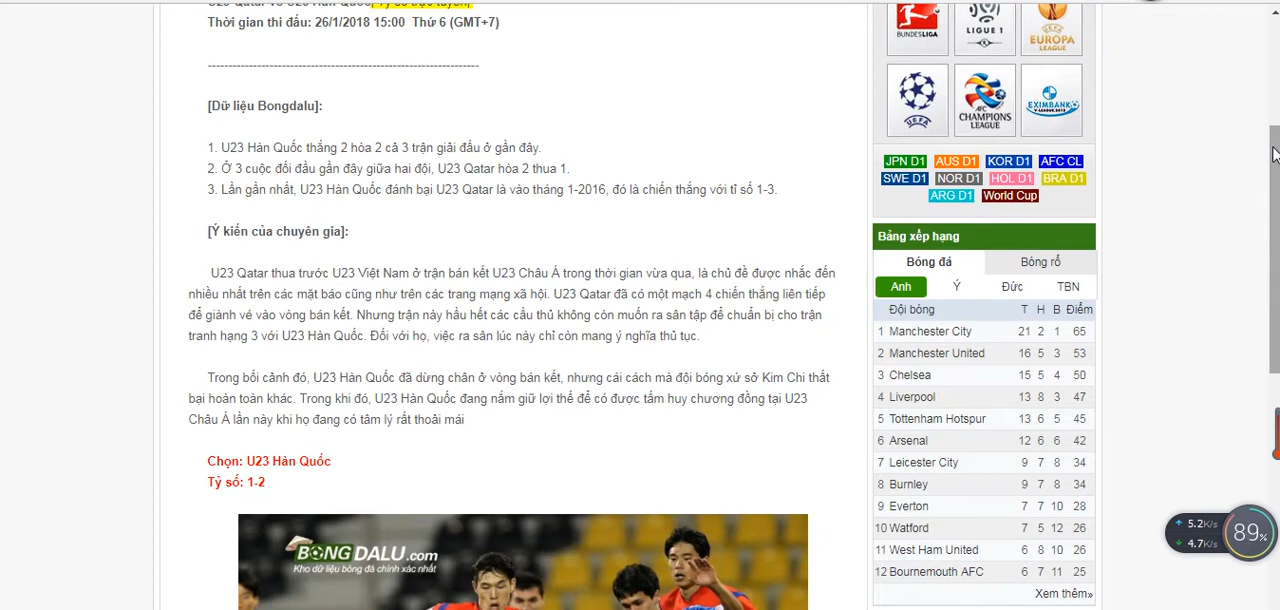 Thời gian thi đấu: 26/1/2018 15:00 Thứ 6 (GMT+7)
-----------------------------------------------------------------
[Dữ liệu Bongdalu]:
1. U23 Hàn Quốc thắng 2 hòa 2 cả 3 trận giải đấu ở gần đây.
2. Ở 3 cuộc đối đầu gần đây giữa hai đội, U23 Qatar hòa 2 thua 1.
3. Lần gần nhất, U23 Hàn Quốc đánh bại U23 Qatar là vào tháng 1-2016, đó là chiến thắng với tỉ số 1-3.
[Ý kiến của chuyên gia]:
U23 Qatar thua trước U23 Việt Nam ở trận bán kết U23 Châu Á trong thời gian vừa qua, là chủ đề được nhắc đến
nhiều nhất trên các mặt báo cũng như trên các trang mạng xã hội. U23 Qatar đã có một mạch 4 chiến thắng liên tiếp
để giành vé vào vòng bán kết. Nhưng trận này hầu hết các cầu thủ không còn muốn ra sân tập để chuẩn bị cho trận
tranh hạng 3 với U23 Hàn Quốc. Đối với họ, việc ra sân lúc này chỉ còn mang ý nghĩa thủ tục.
Trong bối cảnh đó, U23 Hàn Quốc đã dừng chân ở vòng bán kết, nhưng cái cách mà đội bóng xứ sở Kim Chi thất
bại hoàn toàn khác. Trong khi đó, U23 Hàn Quốc đang nắm giữ lợi thế để có được tấm huy chương đồng tại U23
Châu Á lần này khi họ đang có tâm lý rất thoải mái
Chọn: U23 Hàn Quốc
Tỷ số: 1-2
BONGDALU.com
Kho dữ liệu bóng đá chính xác nhất
BUNDESLIGA
LIGUE 1
EUROPA
LEAGUE
UEFA
AFC
CHAMPIONS
LEAGUE
EXIMBANK
JPN D1 AUS D1 KOR D1 AFC CL
SWE D1 NOR D1 HOL D1 BRA D1
ARG D1 World Cup
Bảng xếp hạng
Bóng đá Bóng rổ
Anh Ý Đức TBN
Đội bóng T H B Điểm
1 Manchester City 21 2 1 65
2 Manchester United 16 5 3 53
3 Chelsea 15 5 4 50
4 Liverpool 13 8 3 47
5 Tottenham Hotspur 13 6 5 45
6 Arsenal 12 6 6 42
7 Leicester City 9 7 8 34
8 Burnley 9 7 8 34
9 Everton 7 7 10 28
10 Watford 7 5 12 26
11 West Ham United 6 8 10 26
12 Bournemouth AFC 6 7 11 25
Xem thêm»
5.2K/s
4.7K/s
89%